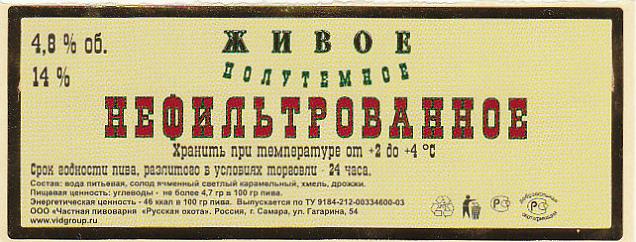 4,8 % об.
ЖИВОЕ
14 %
ПОЛУТЕМНОЕ
НЕФИЛЬТРОВАННОЕ
Хранить при температуре от +2 до +4 °С
Срок годности пива, разлитого в условиях торговли - 24 часа.
Состав: вода питьевая, солод ячменный светлый карамельный, хмель, дрожжи.
Пищевая ценность: углеводы - не более 4,7 гр в 100 гр пива.
Энергетическая ценность - 46 ккал в 100 гр пива. Выпускается по ТУ 9184-212-00334600-03
ООО «Частная пивоварня «Русская охота». Россия, г. Самара, ул. Гагарина, 54
www.vidgroup.ru
добровольная
сертификация